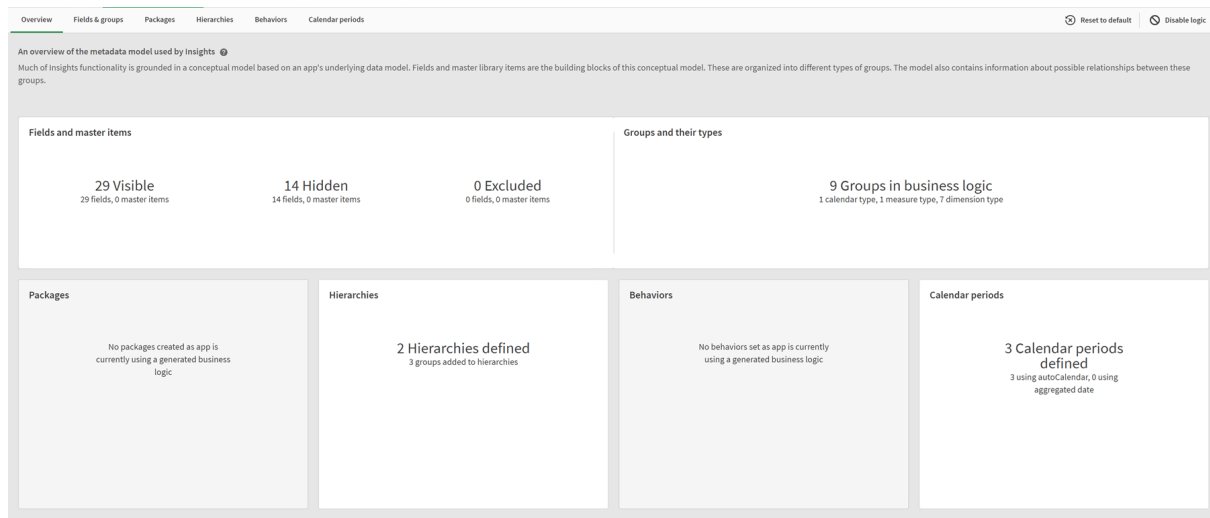 Overview
Fields & groups
Packages
Hierarchies
Behaviors
Calendar periods
Reset to default
Disable logic
An overview of the metadata model used by Insights
Much of Insights functionality is grounded in a conceptual model based on an app's underlying data model. Fields and master library items are the building blocks of this conceptual model. These are organized into different types of groups. The model also contains information about possible relationships between these
groups.
Fields and master items
29 Visible
29 fields, 0 master items
14 Hidden
14 fields, 0 master items
0 Excluded
0 fields, 0 master items
Groups and their types
9 Groups in business logic
1 calendar type, 1 measure type, 7 dimension type
Packages
No packages created as app is
currently using a generated business
logic
Hierarchies
2 Hierarchies defined
3 groups added to hierarchies
Behaviors
No behaviors set as app is currently
using a generated business logic
Calendar periods
3 Calendar periods
defined
3 using autoCalendar, 0 using
aggregated date